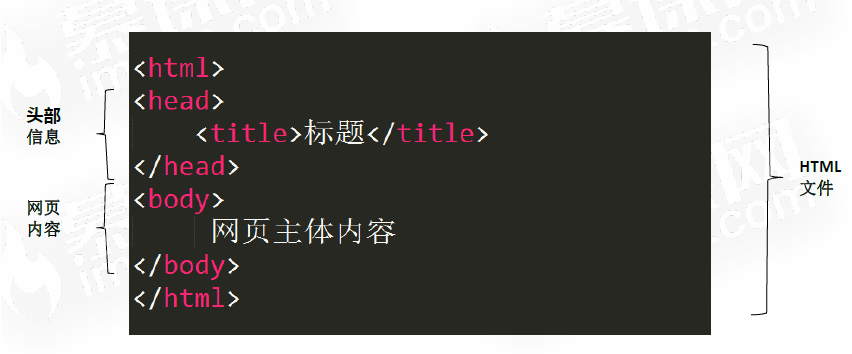 <html>
头部
信息
<head>
<title>标题</title>
</head>
网页
内容
<body>
网页主体内容
</body>
</html>
HTML
文件